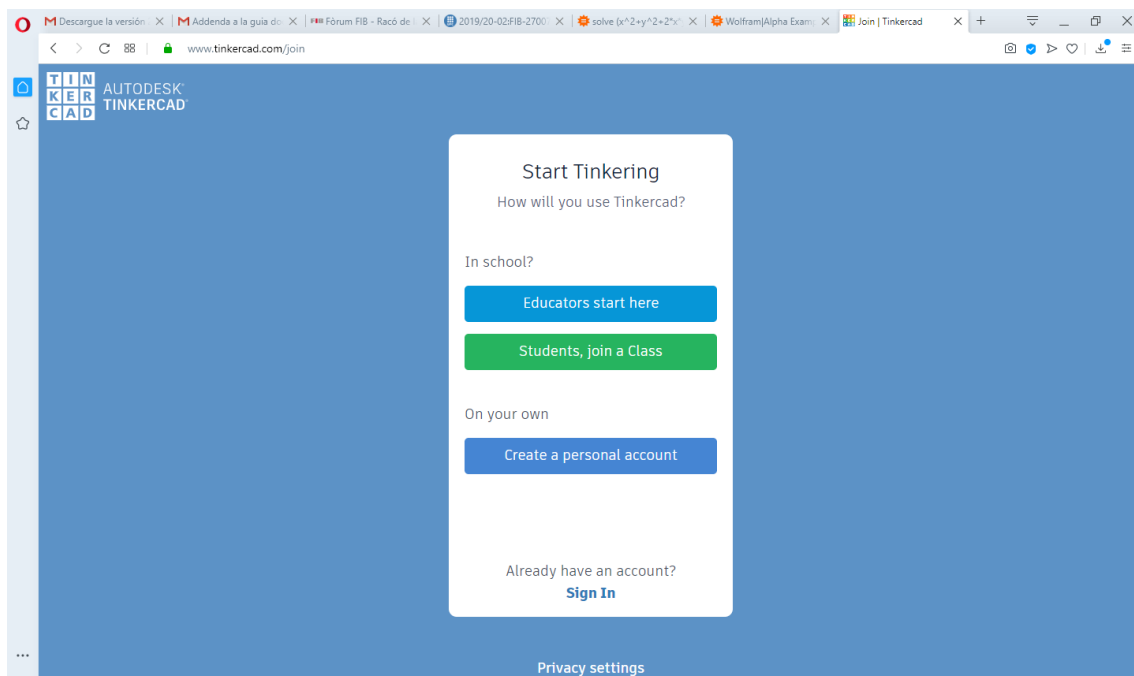 Descargue la versión
Addenda a la guia do
Fòrum FIB - Racó de
2019/20-02:FIB-2700
solve (x^2+y^2+2*x
Wolfram|Alpha Exam
Join | Tinkercad
www.tinkercad.com/join
TIN
KER
CAD
AUTODESK
TINKERCAD
Start Tinkering
How will you use Tinkercad?
In school?
Educators start here
Students, join a Class
On your own
Create a personal account
Already have an account?
Sign In
Privacy settings